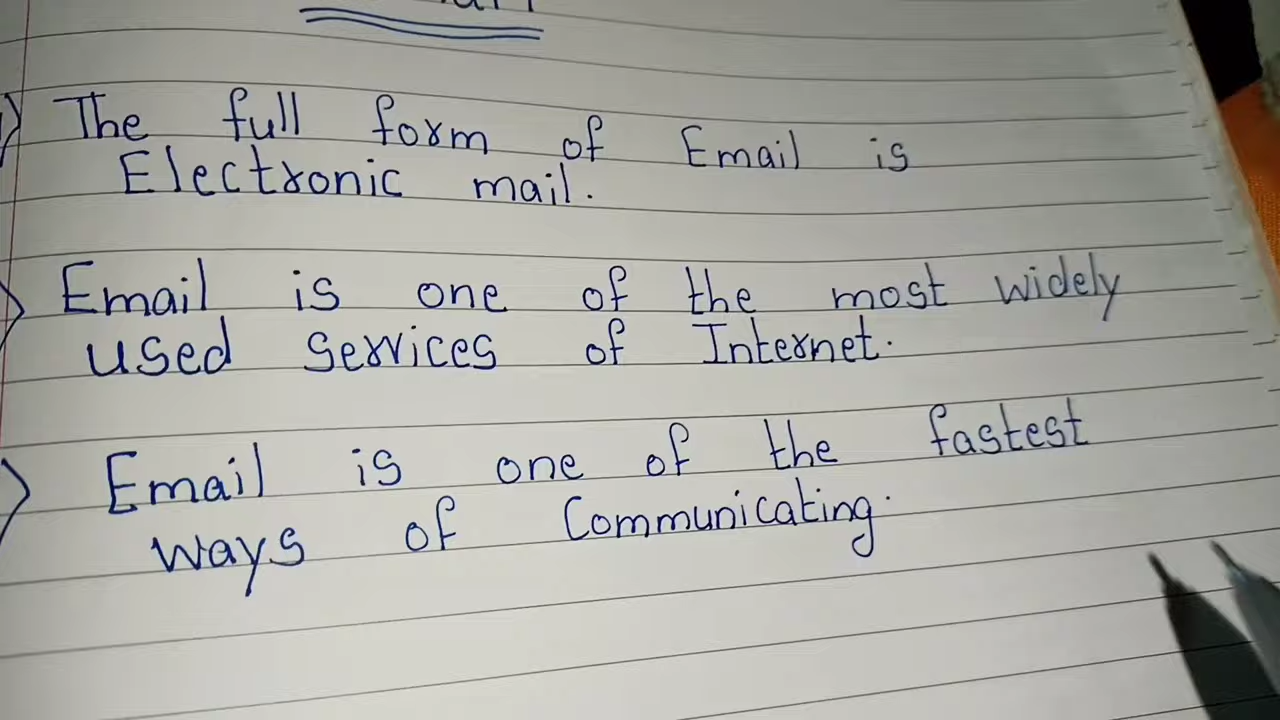 The full form of Email is
Electronic mail.
Email is one of the most widely
used services of Internet.
Email is one of the fastest
ways of Communicating.